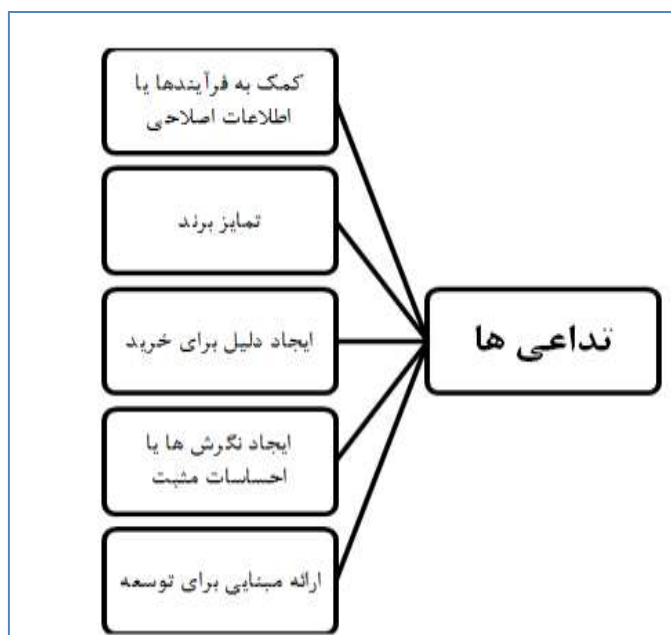 تداعی ها
کمک به فرآیندها یا
اطلاعات اصلاحی
تمایز برند
ایجاد دلیل برای خرید
ایجاد نگرش ها یا
احساسات مثبت
ارائه مبنایی برای توسعه